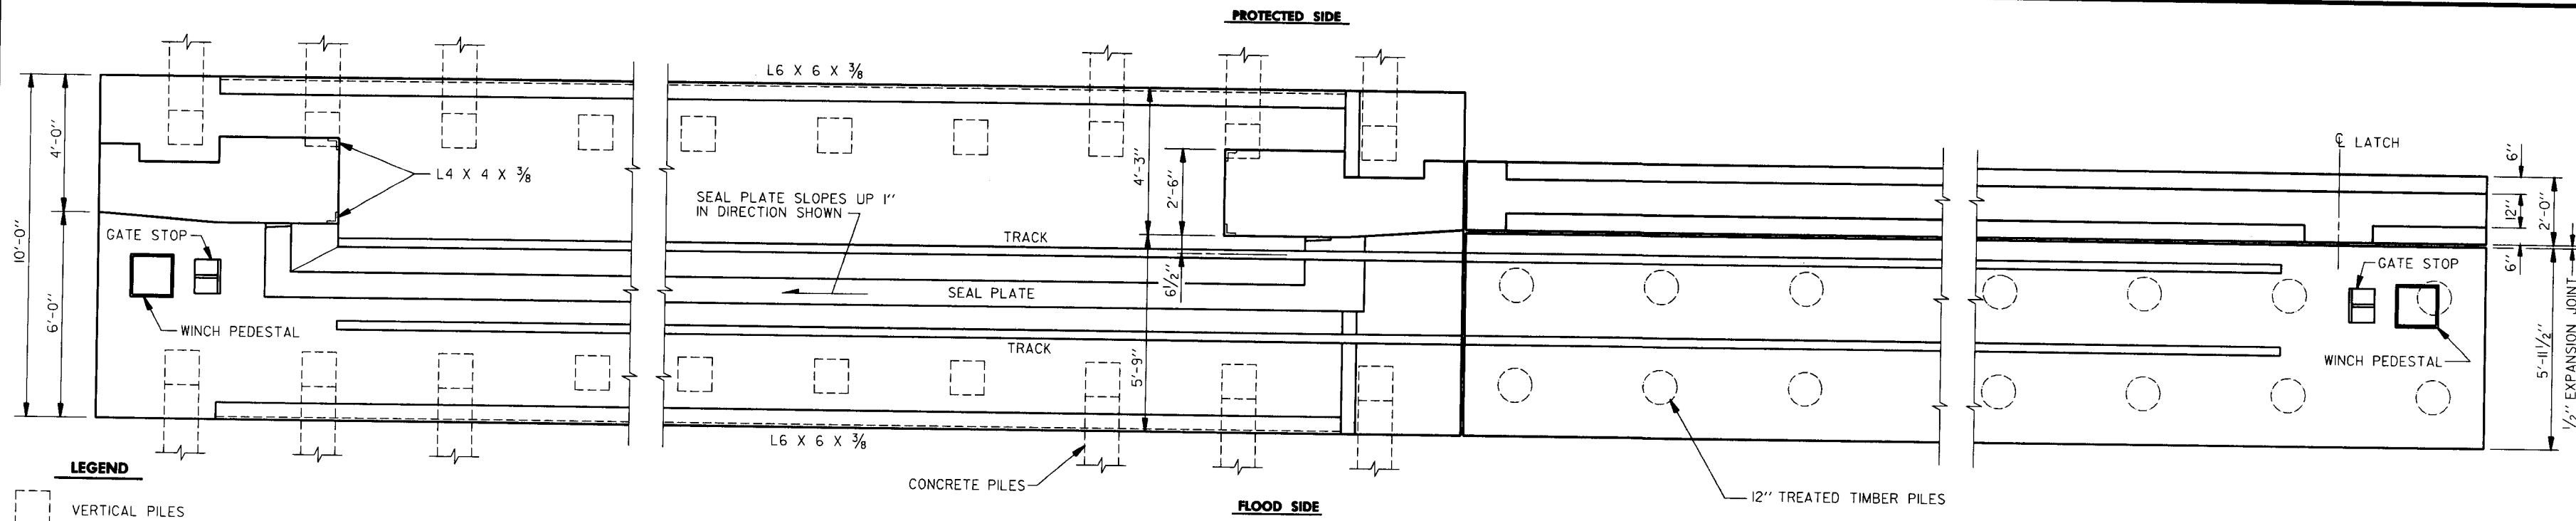 PROTECTED SIDE
L6 X 6 X 3/8
10'-0"
4'-0"
6'-0"
L4 X 4 X 3/8
SEAL PLATE SLOPES UP 1"
IN DIRECTION SHOWN
4'-3"
2'-6"
℄ LATCH
6"
12"
2'-0"
GATE STOP
TRACK
6 1/2"
6"
GATE STOP
SEAL PLATE
WINCH PEDESTAL
TRACK
5'-9"
WINCH PEDESTAL
5'-11 1/2"
1/2" EXPANSION JOINT
L6 X 6 X 3/8
LEGEND
CONCRETE PILES
12" TREATED TIMBER PILES
VERTICAL PILES
FLOOD SIDE